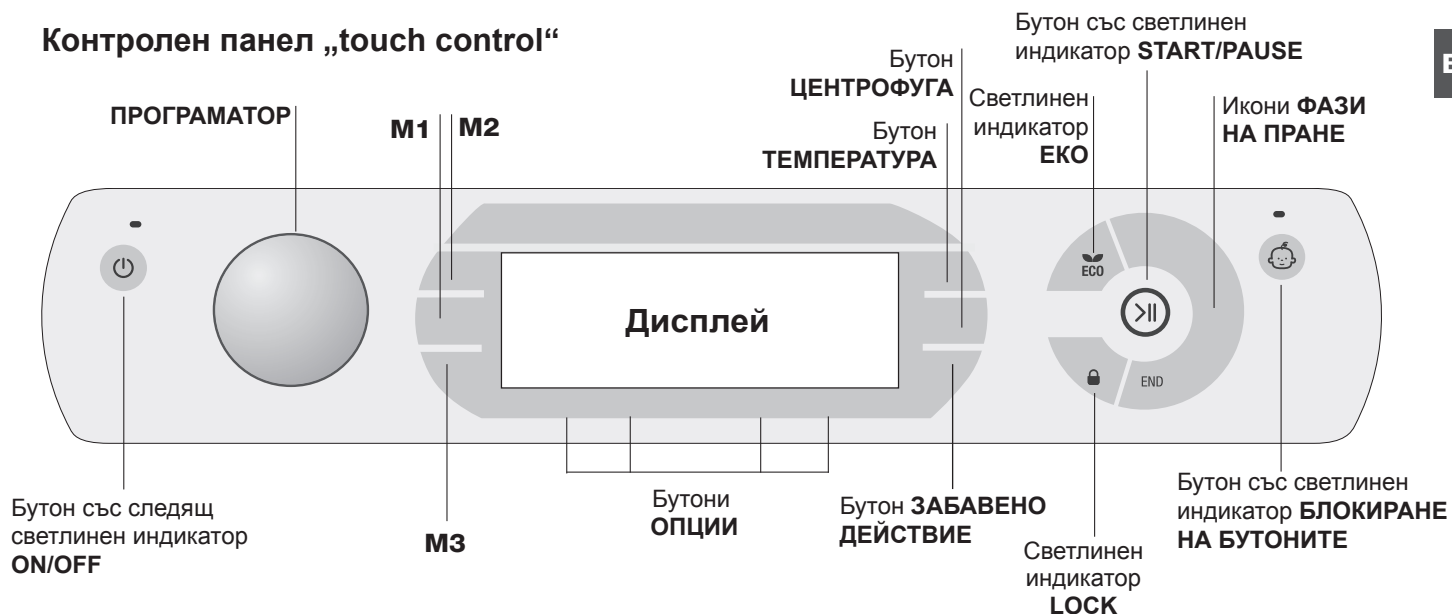 Контролен панел „touch control“
Бутон със светлинен
индикатор START/PAUSE
Бутон
ЦЕНТРОФУГА
Светлинен
индикатор
ЕКО
Икони ФАЗИ
НА ПРАНЕ
ПРОГРАМАТОР
M1
M2
Бутон
ТЕМПЕРАТУРА
ECO
Дисплей
END
Бутон със следящ
светлинен индикатор
ON/OFF
M3
Бутони
ОПЦИИ
Бутон ЗАБАВЕНО
ДЕЙСТВИЕ
Светлинен
индикатор
LOCK
Бутон със светлинен
индикатор БЛОКИРАНЕ
НА БУТОНИТЕ